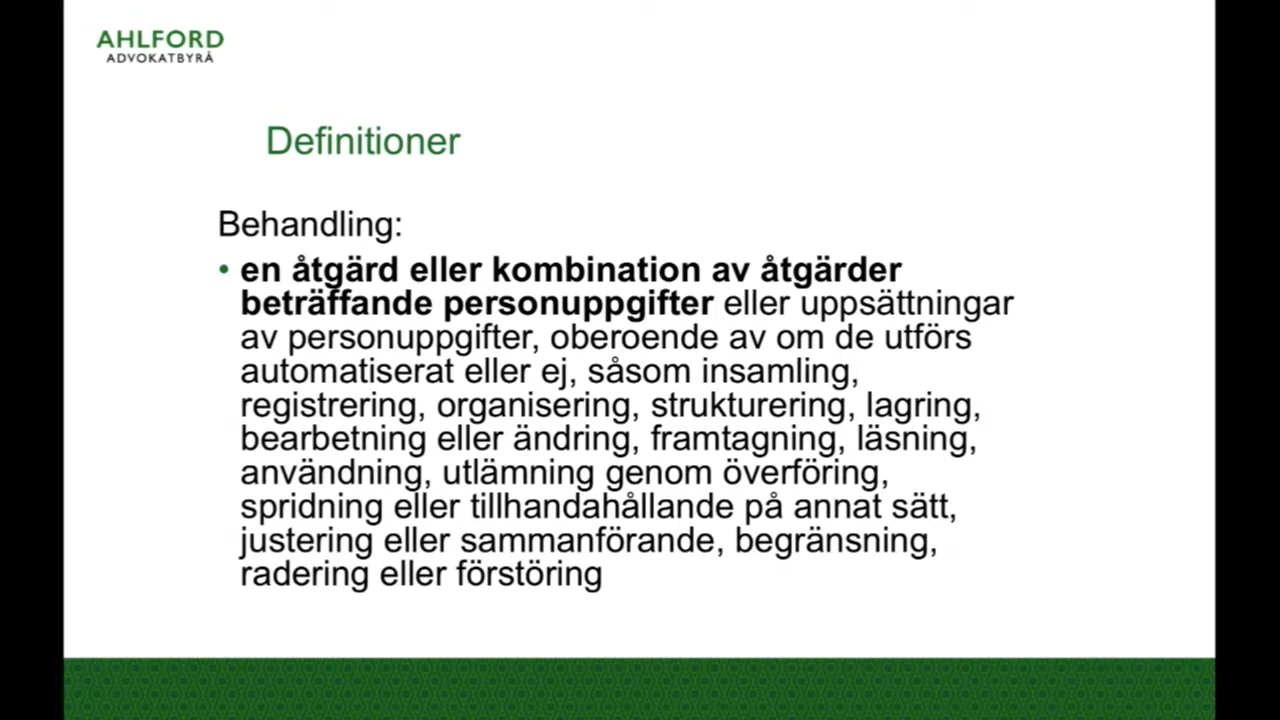 AHLFORD
ADVOKATBYRÅ
Definitioner
Behandling:
• en åtgärd eller kombination av åtgärder
beträffande personuppgifter eller uppsättningar
av personuppgifter, oberoende av om de utförs
automatiserat eller ej, såsom insamling,
registrering, organisering, strukturering, lagring,
bearbetning eller ändring, framtagning, läsning,
användning, utlämning genom överföring,
spridning eller tillhandahållande på annat sätt,
justering eller sammanförande, begränsning,
radering eller förstöring